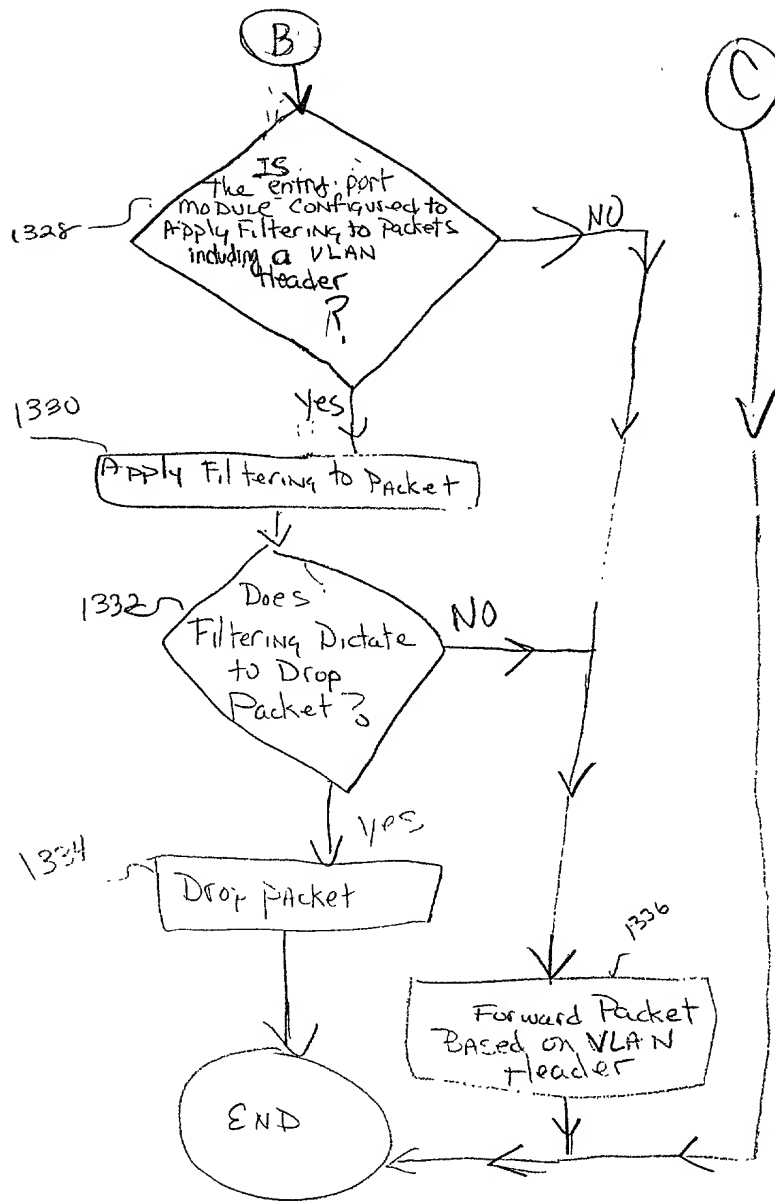 B
C
IS
the entry port
MODULE Configured to
Apply Filtering to Packets
including a VLAN
Header
?
1328
NO
yes
1330
Apply Filtering to Packet
1332
Does
Filtering Dictate
to Drop
Packet?
NO
yes
1334
Drop packet
1336
Forward Packet
Based on VLAN
Header
END